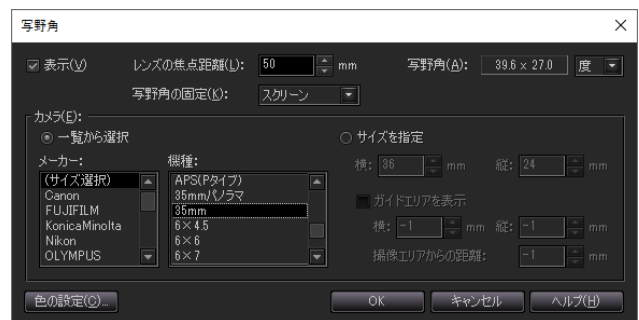 写野角
表示(V) レンズの焦点距離(L): 50 mm 写野角(A): 39.6 × 27.0 度
写野角の固定(K): スクリーン
カメラ(E):
一覧から選択 サイズを指定
メーカー: 機種: 横: 36 mm 縦: 24 mm
(サイズ選択) APS(Pタイプ)
Canon 35mm/パノラマ ガイドエリアを表示
FUJIFILM 35mm
KonicaMinolta 6×4.5 横: -1 mm 縦: -1 mm
Nikon 6×6
OLYMPUS 6×7 撮像エリアからの距離: -1 mm
色の設定(C)... OK キャンセル ヘルプ(H)